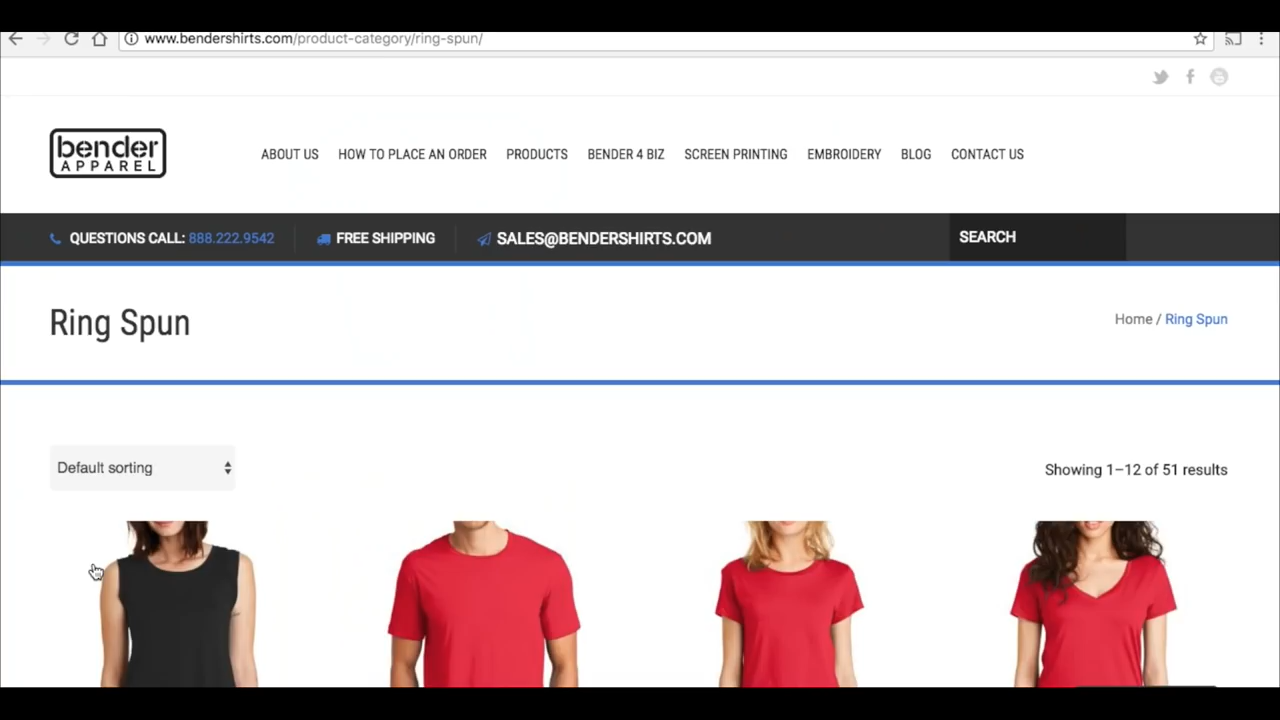 www.bendershirts.com/product-category/ring-spun/
bender
APPAREL
ABOUT US HOW TO PLACE AN ORDER PRODUCTS BENDER 4 BIZ SCREEN PRINTING EMBROIDERY BLOG CONTACT US
QUESTIONS CALL: 888.222.9542 FREE SHIPPING SALES@BENDERSHIRTS.COM SEARCH
Ring Spun Home / Ring Spun
Default sorting Showing 1–12 of 51 results